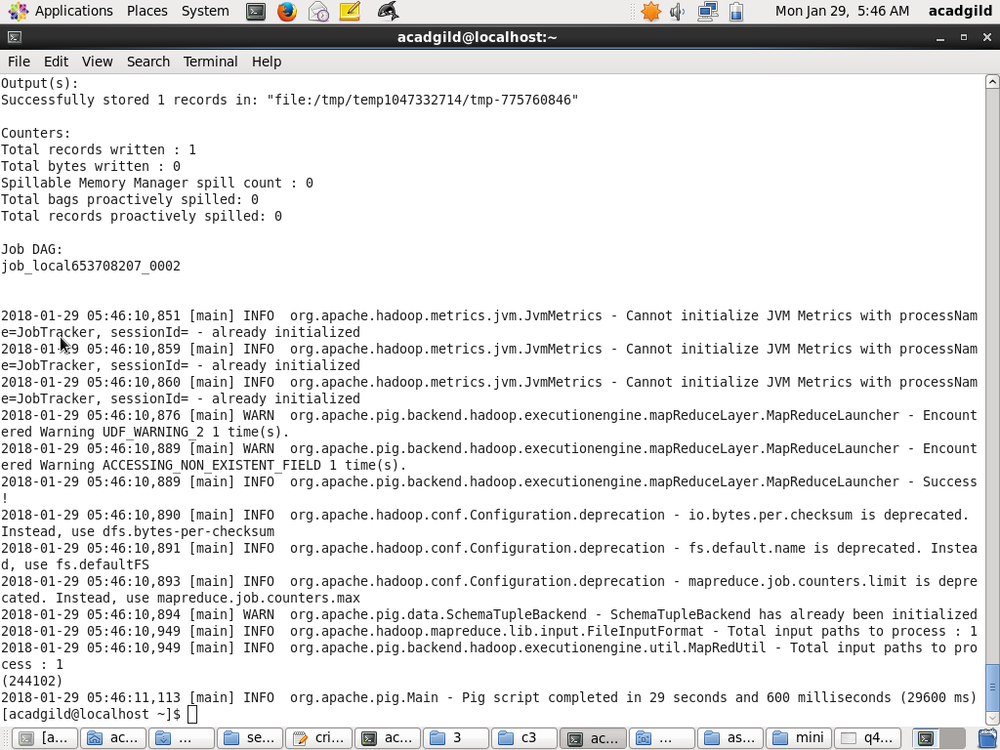 Applications Places System Mon Jan 29, 5:46 AM acadgild
acadgild@localhost:~
File Edit View Search Terminal Help
Output(s):
Successfully stored 1 records in: "file:/tmp/temp1047332714/tmp-775760846"
Counters:
Total records written : 1
Total bytes written : 0
Spillable Memory Manager spill count : 0
Total bags proactively spilled: 0
Total records proactively spilled: 0
Job DAG:
job_local653708207_0002
2018-01-29 05:46:10,851 [main] INFO  org.apache.hadoop.metrics.jvm.JvmMetrics - Cannot initialize JVM Metrics with processNam
e=JobTracker, sessionId= - already initialized
2018-01-29 05:46:10,859 [main] INFO  org.apache.hadoop.metrics.jvm.JvmMetrics - Cannot initialize JVM Metrics with processNam
e=JobTracker, sessionId= - already initialized
2018-01-29 05:46:10,860 [main] INFO  org.apache.hadoop.metrics.jvm.JvmMetrics - Cannot initialize JVM Metrics with processNam
e=JobTracker, sessionId= - already initialized
2018-01-29 05:46:10,876 [main] WARN  org.apache.pig.backend.hadoop.executionengine.mapReduceLayer.MapReduceLauncher - Encount
ered Warning UDF_WARNING_2 1 time(s).
2018-01-29 05:46:10,889 [main] WARN  org.apache.pig.backend.hadoop.executionengine.mapReduceLayer.MapReduceLauncher - Encount
ered Warning ACCESSING_NON_EXISTENT_FIELD 1 time(s).
2018-01-29 05:46:10,889 [main] INFO  org.apache.pig.backend.hadoop.executionengine.mapReduceLayer.MapReduceLauncher - Success
!
2018-01-29 05:46:10,890 [main] INFO  org.apache.hadoop.conf.Configuration.deprecation - io.bytes.per.checksum is deprecated.
Instead, use dfs.bytes-per-checksum
2018-01-29 05:46:10,891 [main] INFO  org.apache.hadoop.conf.Configuration.deprecation - fs.default.name is deprecated. Instea
d, use fs.defaultFS
2018-01-29 05:46:10,893 [main] INFO  org.apache.hadoop.conf.Configuration.deprecation - mapreduce.job.counters.limit is depre
cated. Instead, use mapreduce.job.counters.max
2018-01-29 05:46:10,894 [main] WARN  org.apache.pig.data.SchemaTupleBackend - SchemaTupleBackend has already been initialized
2018-01-29 05:46:10,949 [main] INFO  org.apache.hadoop.mapreduce.lib.input.FileInputFormat - Total input paths to process : 1
2018-01-29 05:46:10,949 [main] INFO  org.apache.pig.backend.hadoop.executionengine.util.MapRedUtil - Total input paths to pro
cess : 1
(244102)
2018-01-29 05:46:11,113 [main] INFO  org.apache.pig.Main - Pig script completed in 29 seconds and 600 milliseconds (29600 ms)
[acadgild@localhost ~]$
[a... ac... ... se... cri... ac... 3 c3 ac... ... as... mini q4...